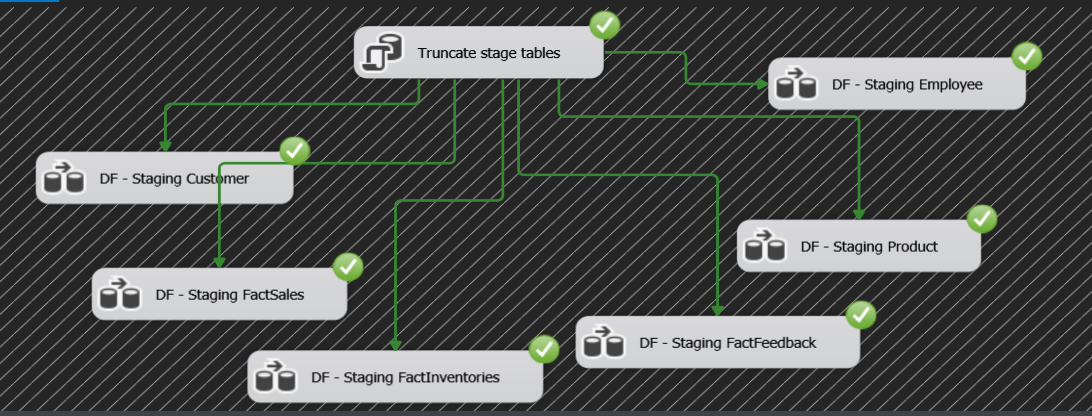 Truncate stage tables
DF - Staging Employee
DF - Staging Customer
DF - Staging Product
DF - Staging FactSales
DF - Staging FactFeedback
DF - Staging FactInventories